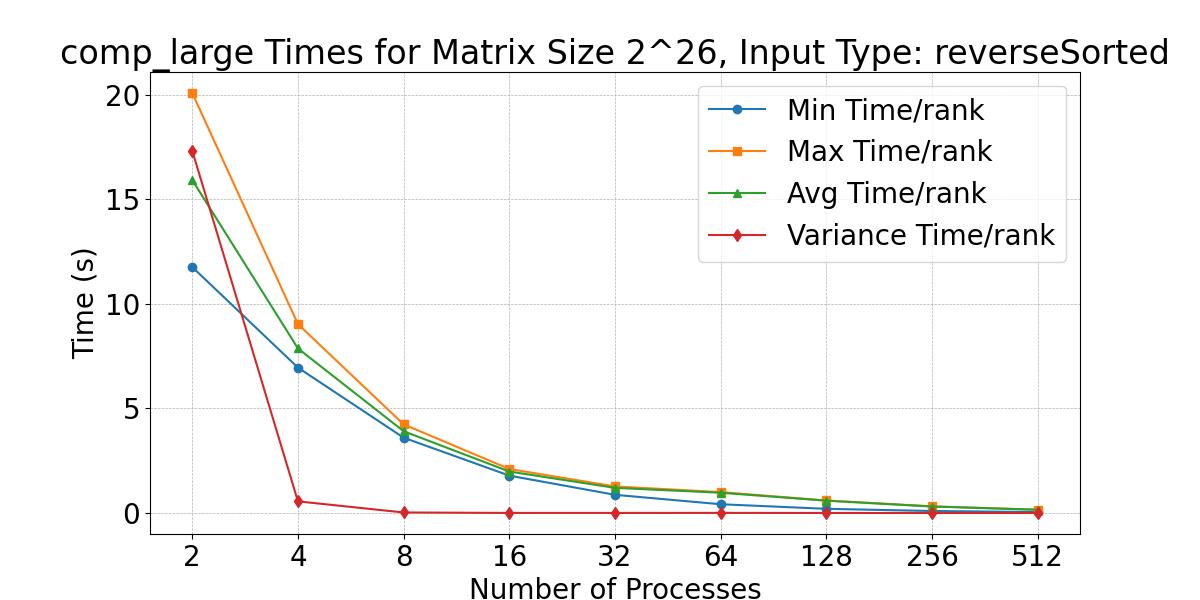 comp_large Times for Matrix Size 2^26, Input Type: reverseSorted
Min Time/rank
Max Time/rank
Avg Time/rank
Variance Time/rank
Time (s)
20
15
10
5
0
2 4 8 16 32 64 128 256 512
Number of Processes